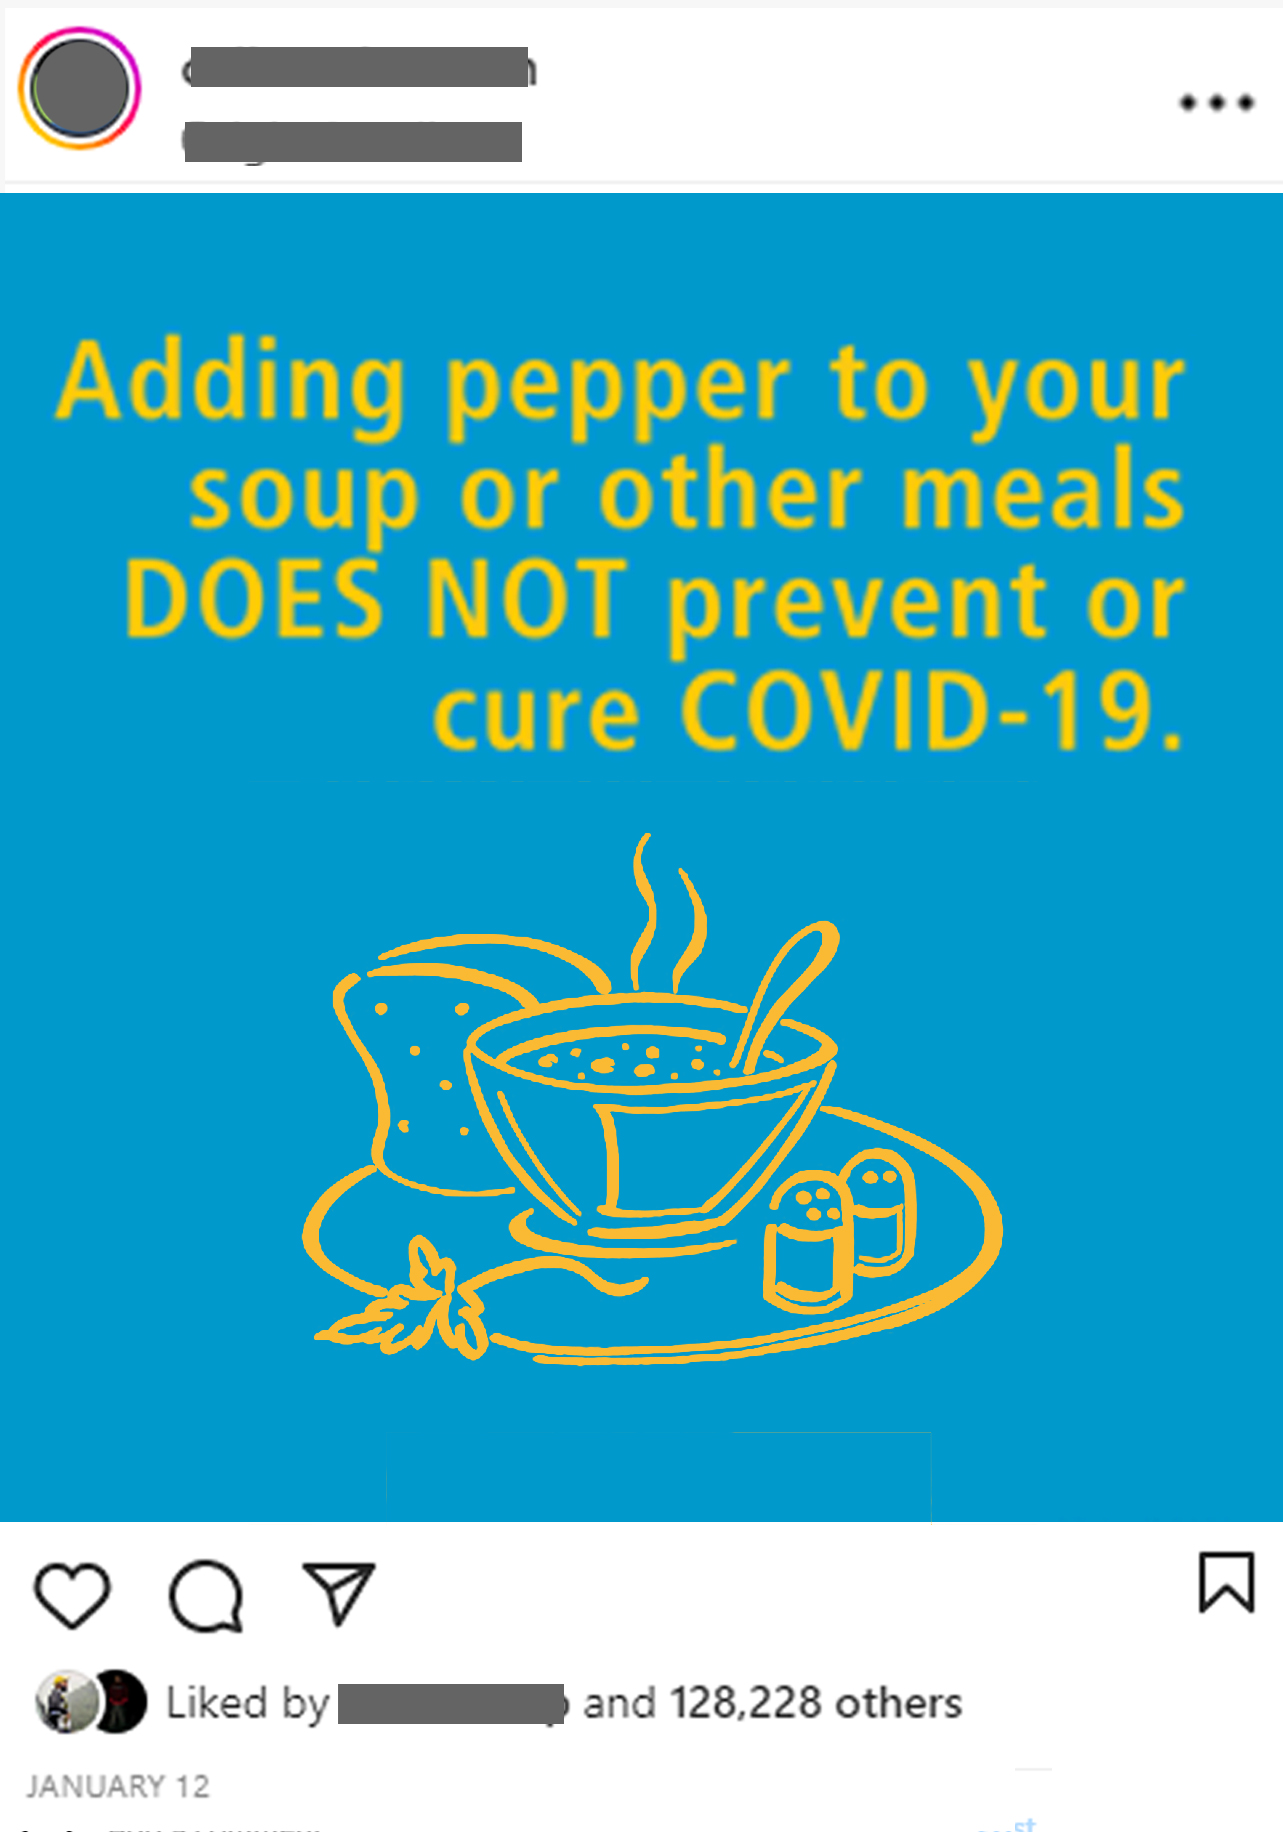 Adding pepper to your
soup or other meals
DOES NOT prevent or
cure COVID-19.
Liked by and 128,228 others
JANUARY 12
st